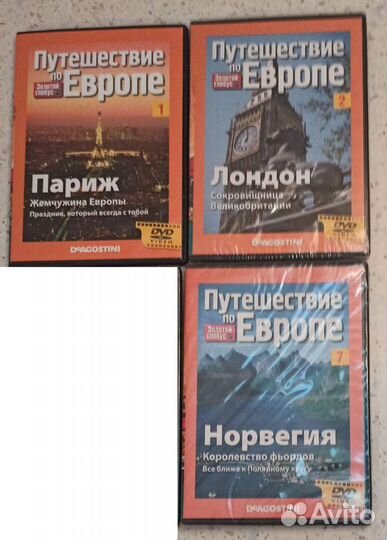 Путешествие
по
Золотой
глобус
Европе
1
Париж
Жемчужина Европы
Праздник, который всегда с тобой
DVD
VIDEO
DeAGOSTINI
Путешествие
по
Золотой
глобус
Европе
2
Лондон
Сокровищница
Великобритании
DVD
VIDEO
DeAGOSTINI
Путешествие
по
Золотой
глобус
Европе
7
Норвегия
Королевство фьордов
Все ближе к Полярному кругу
DVD
VIDEO
DeAGOSTINI
Avito